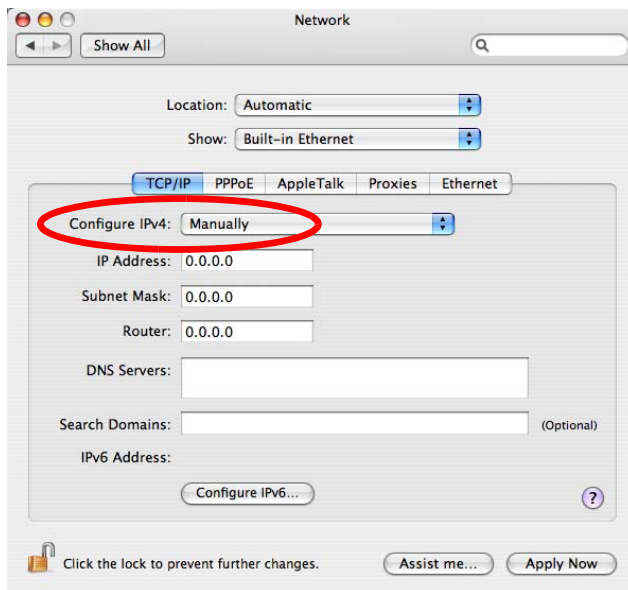 Network
Show All
Location: Automatic
Show: Built-in Ethernet
TCP/IP PPPoE AppleTalk Proxies Ethernet
Configure IPv4: Manually
IP Address: 0.0.0.0
Subnet Mask: 0.0.0.0
Router: 0.0.0.0
DNS Servers:
Search Domains: (Optional)
IPv6 Address:
Configure IPv6...
?
Click the lock to prevent further changes. Assist me... Apply Now